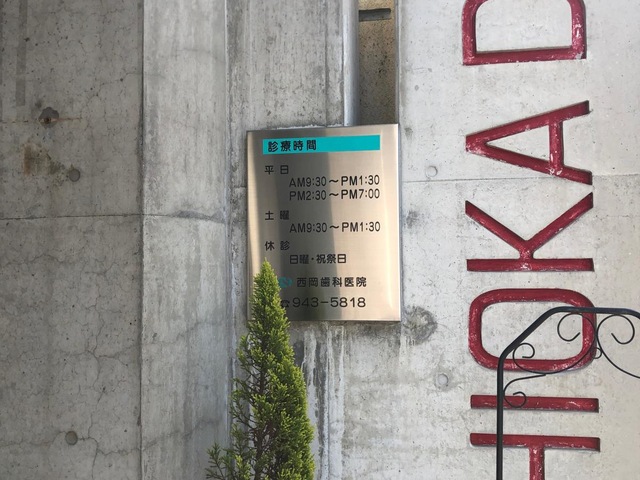 診療時間
平日
AM9:30～PM1:30
PM2:30～PM7:00
土曜
AM9:30～PM1:30
休診
日曜・祝祭日
西岡歯科医院
☎943-5818
HIOKA D